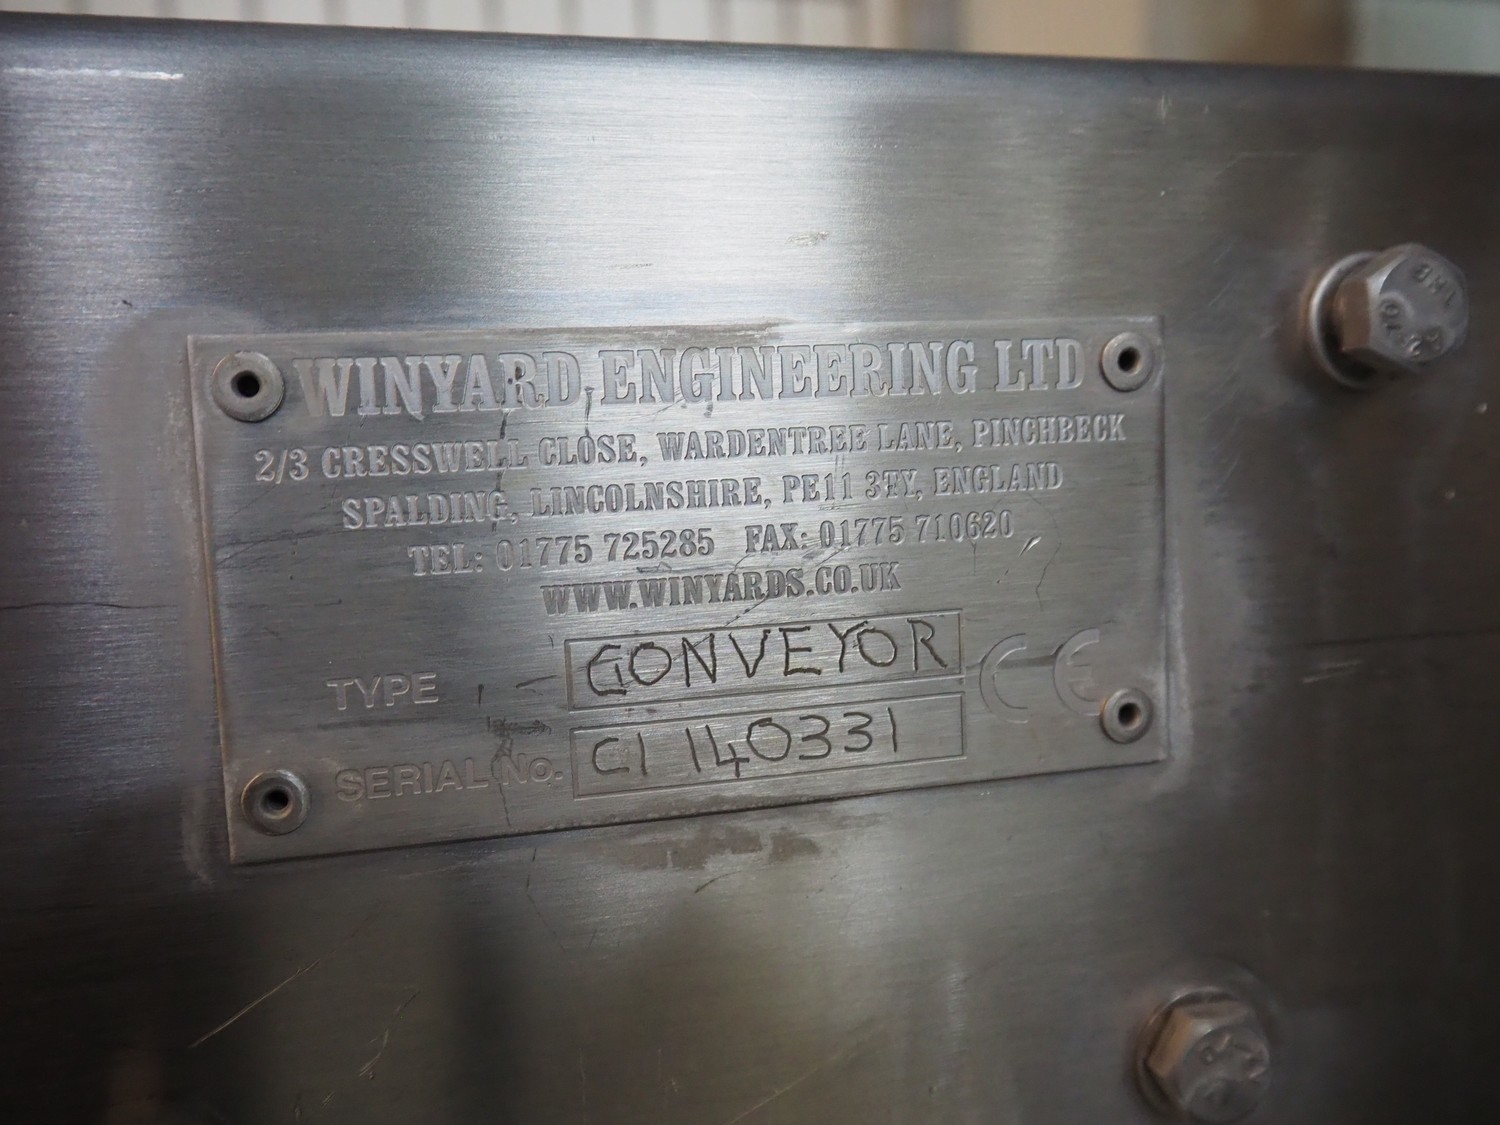 WINYARD ENGINEERING LTD
2/3 CRESSWELL CLOSE, WARDENTREE LANE, PINCHBECK
SPALDING, LINCOLNSHIRE, PE11 3TY, ENGLAND
TEL: 01775 725285 FAX: 01775 710620
WWW.WINYARDS.CO.UK
TYPE CONVEYOR CE
SERIAL No. C1 140331